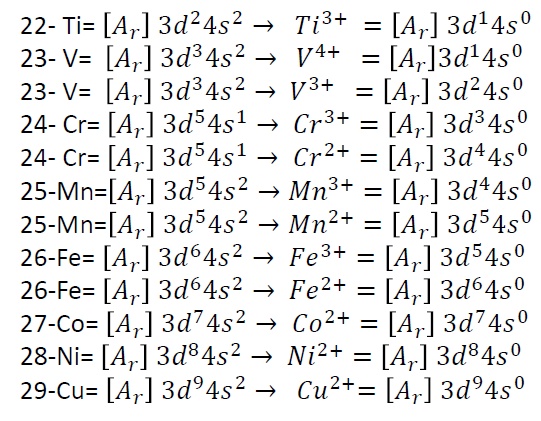 22- Ti= [Aᵣ] 3d²4s² → Ti³⁺ = [Aᵣ] 3d¹4s⁰
23- V= [Aᵣ] 3d³4s² → V⁴⁺ = [Aᵣ]3d¹4s⁰
23- V= [Aᵣ] 3d³4s² → V³⁺ = [Aᵣ] 3d²4s⁰
24- Cr= [Aᵣ] 3d⁵4s¹ → Cr³⁺ = [Aᵣ] 3d³4s⁰
24- Cr= [Aᵣ] 3d⁵4s¹ → Cr²⁺ = [Aᵣ] 3d⁴4s⁰
25-Mn=[Aᵣ] 3d⁵4s² → Mn³⁺ = [Aᵣ] 3d⁴4s⁰
25-Mn=[Aᵣ] 3d⁵4s² → Mn²⁺ = [Aᵣ] 3d⁵4s⁰
26-Fe= [Aᵣ] 3d⁶4s² → Fe³⁺ = [Aᵣ] 3d⁵4s⁰
26-Fe= [Aᵣ] 3d⁶4s² → Fe²⁺ = [Aᵣ] 3d⁶4s⁰
27-Co= [Aᵣ] 3d⁷4s² → Co²⁺ = [Aᵣ] 3d⁷4s⁰
28-Ni= [Aᵣ] 3d⁸4s² → Ni²⁺ = [Aᵣ] 3d⁸4s⁰
29-Cu= [Aᵣ] 3d⁹4s² → Cu²⁺= [Aᵣ] 3d⁹4s⁰